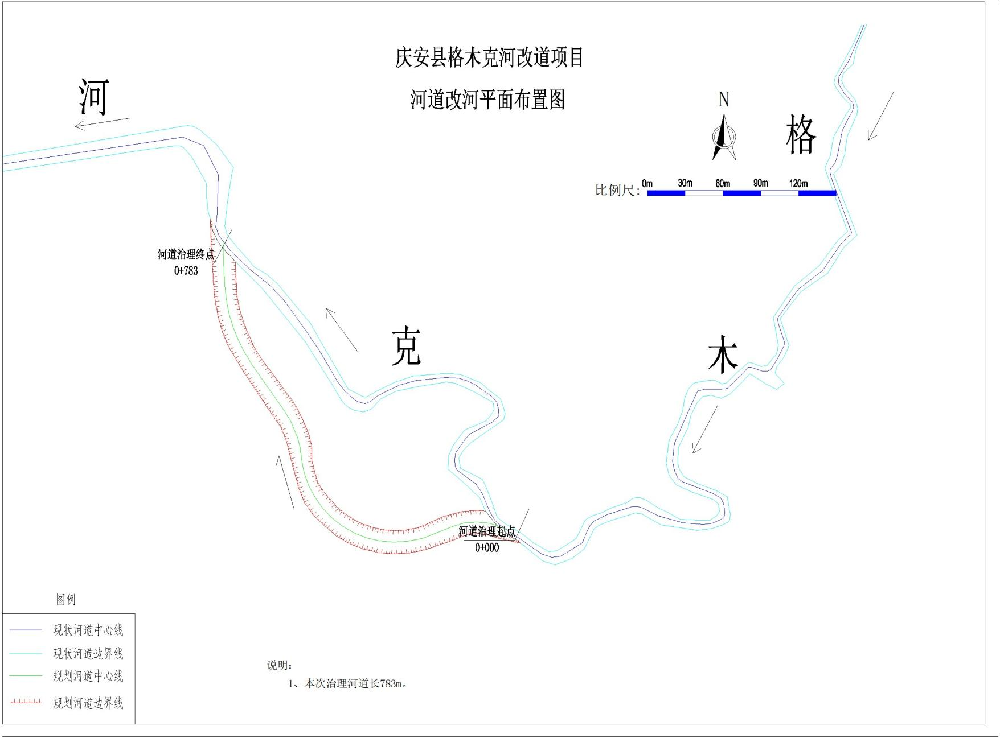 庆安县格木克河改道项目
河道改河平面布置图
河
N
格
比例尺:
0m 30m 60m 90m 120m
河道治理终点
0+783
克
木
河道治理起点
0+000
图例
现状河道中心线
现状河道边界线
规划河道中心线
规划河道边界线
说明:
1、本次治理河道长783m。